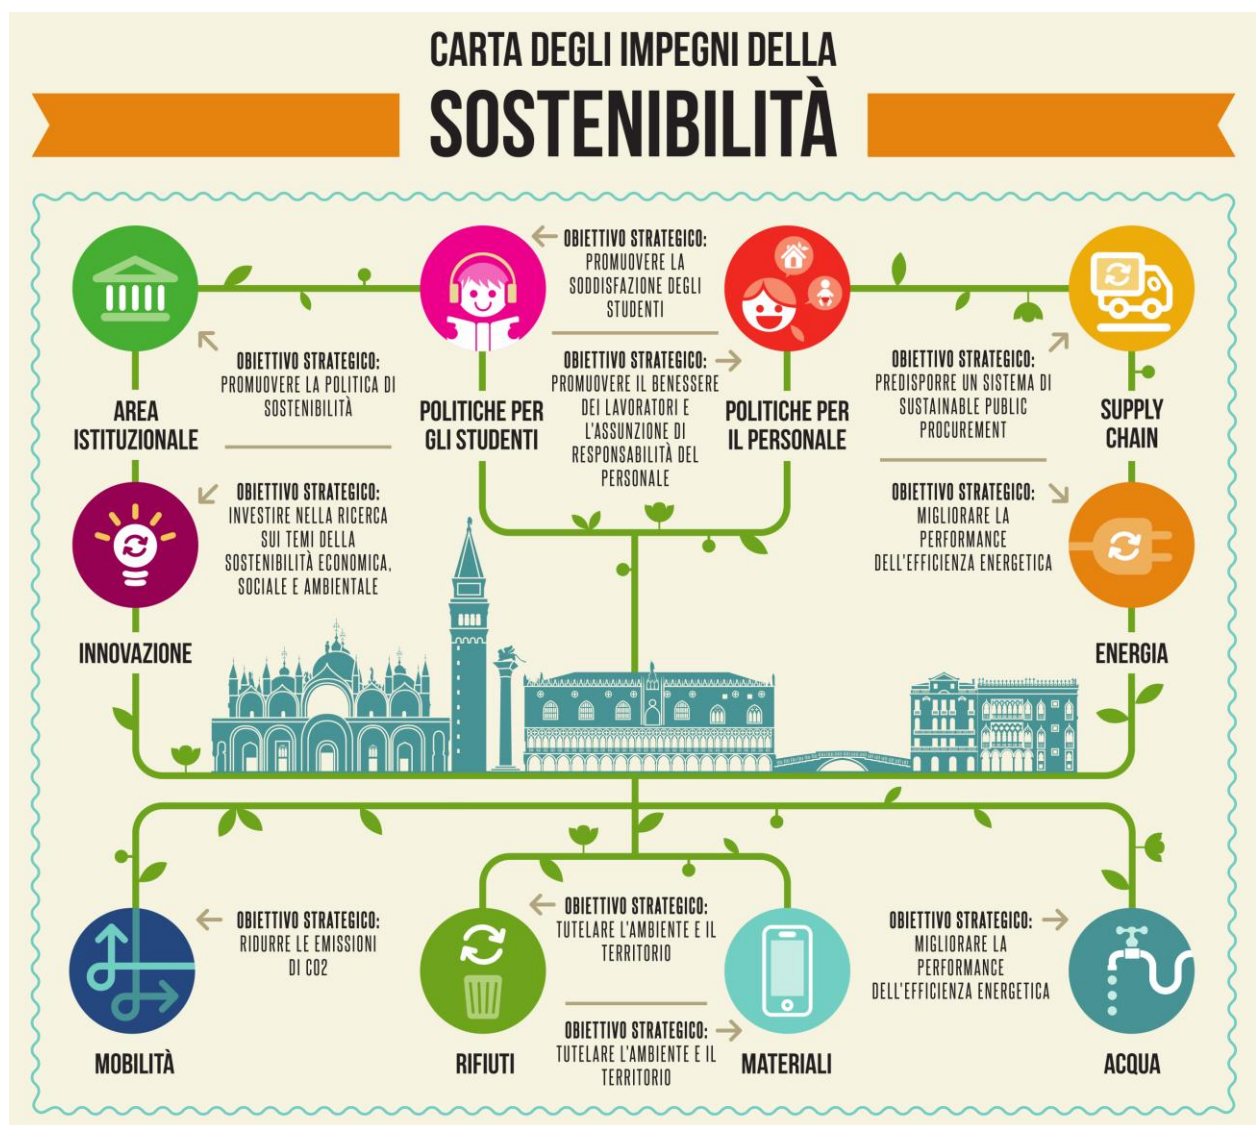 CARTA DEGLI IMPEGNI DELLA
SOSTENIBILITÀ
OBIETTIVO STRATEGICO:
PROMUOVERE LA POLITICA DI
SOSTENIBILITÀ
AREA
ISTITUZIONALE
OBIETTIVO STRATEGICO:
PROMUOVERE LA
SODDISFAZIONE DEGLI
STUDENTI
POLITICHE PER
GLI STUDENTI
OBIETTIVO STRATEGICO:
PROMUOVERE IL BENESSERE
DEI LAVORATORI E
L'ASSUNZIONE DI
RESPONSABILITÀ DEL
PERSONALE
POLITICHE PER
IL PERSONALE
OBIETTIVO STRATEGICO:
PREDISPORRE UN SISTEMA DI
SUSTAINABLE PUBLIC
PROCUREMENT
SUPPLY
CHAIN
OBIETTIVO STRATEGICO:
INVESTIRE NELLA RICERCA
SUI TEMI DELLA
SOSTENIBILITÀ ECONOMICA,
SOCIALE E AMBIENTALE
INNOVAZIONE
OBIETTIVO STRATEGICO:
MIGLIORARE LA
PERFORMANCE
DELL'EFFICIENZA ENERGETICA
ENERGIA
OBIETTIVO STRATEGICO:
RIDURRE LE EMISSIONI
DI CO2
MOBILITÀ
OBIETTIVO STRATEGICO:
TUTELARE L'AMBIENTE E IL
TERRITORIO
RIFIUTI
OBIETTIVO STRATEGICO:
TUTELARE L'AMBIENTE E IL
TERRITORIO
MATERIALI
OBIETTIVO STRATEGICO:
MIGLIORARE LA
PERFORMANCE
DELL'EFFICIENZA ENERGETICA
ACQUA